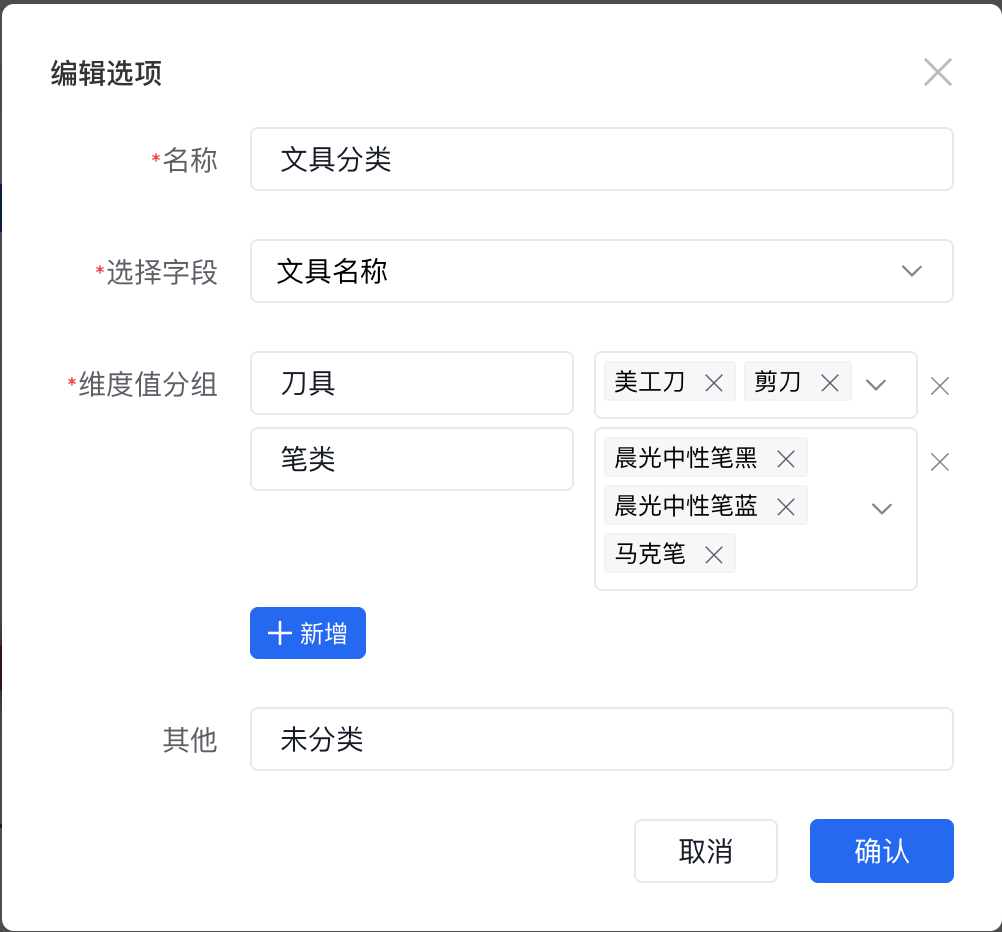 编辑选项
*名称 文具分类
*选择字段 文具名称
*维度值分组 刀具 美工刀 剪刀
笔类 晨光中性笔黑
晨光中性笔蓝
马克笔
新增
其他 未分类
取消 确认